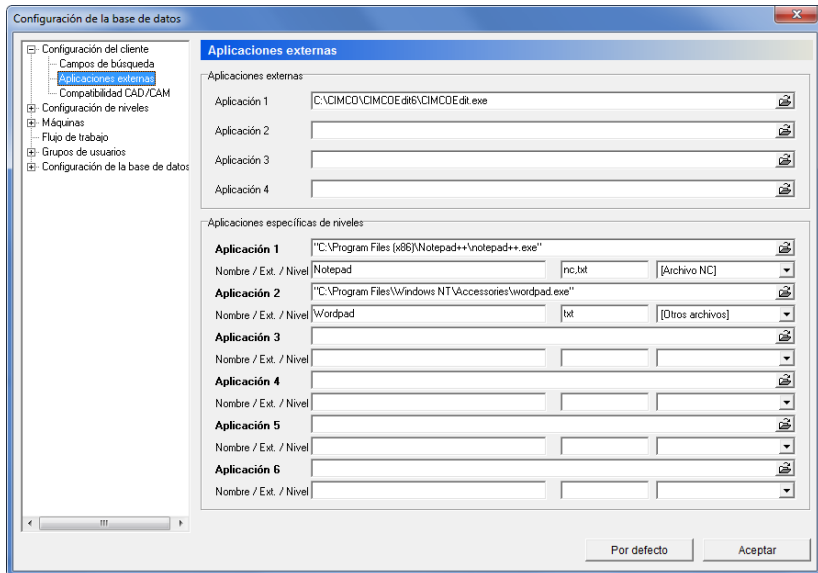 Configuración de la base de datos
Configuración del cliente
Campos de búsqueda
Aplicaciones externas
Compatibilidad CAD/CAM
Configuración de niveles
Máquinas
Flujo de trabajo
Grupos de usuarios
Configuración de la base de datos
Aplicaciones externas
Aplicaciones externas
Aplicación 1 C:\CIMCO\CIMCOEdit6\CIMCOEdit.exe
Aplicación 2
Aplicación 3
Aplicación 4
Aplicaciones específicas de niveles
Aplicación 1 "C:\Program Files (x86)\Notepad++\notepad++.exe"
Nombre / Ext. / Nivel Notepad nc,txt [Archivo NC]
Aplicación 2 "C:\Program Files\Windows NT\Accessories\wordpad.exe"
Nombre / Ext. / Nivel Wordpad txt [Otros archivos]
Aplicación 3
Nombre / Ext. / Nivel
Aplicación 4
Nombre / Ext. / Nivel
Aplicación 5
Nombre / Ext. / Nivel
Aplicación 6
Nombre / Ext. / Nivel
Por defecto Aceptar